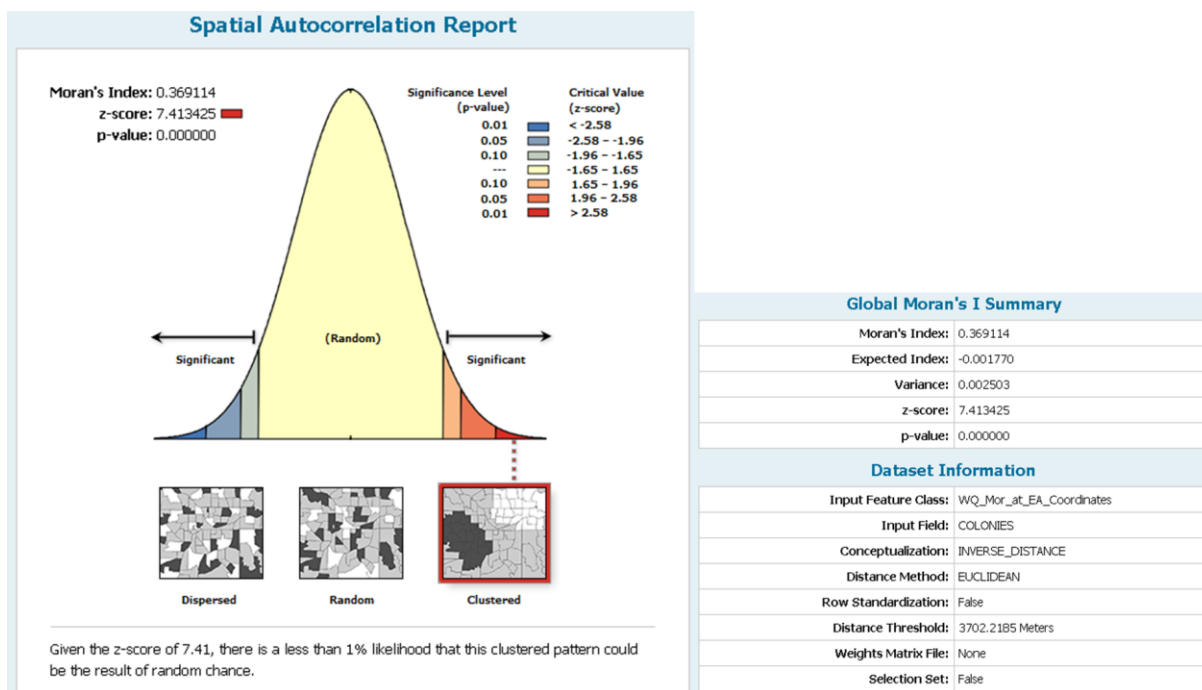 Spatial Autocorrelation Report
Moran's Index: 0.369114
z-score: 7.413425
p-value: 0.000000
Significance Level (p-value)
Critical Value (z-score)
0.01 < -2.58
0.05 -2.58 – -1.96
0.10 -1.96 – -1.65
--- -1.65 – 1.65
0.10 1.65 – 1.96
0.05 1.96 – 2.58
0.01 > 2.58
(Random)
Significant
Significant
Dispersed
Random
Clustered
Given the z-score of 7.41, there is a less than 1% likelihood that this clustered pattern could
be the result of random chance.
Global Moran's I Summary
Moran's Index: 0.369114
Expected Index: -0.001770
Variance: 0.002503
z-score: 7.413425
p-value: 0.000000
Dataset Information
Input Feature Class: WQ_Mor_at_EA_Coordinates
Input Field: COLONIES
Conceptualization: INVERSE_DISTANCE
Distance Method: EUCLIDEAN
Row Standardization: False
Distance Threshold: 3702.2185 Meters
Weights Matrix File: None
Selection Set: False